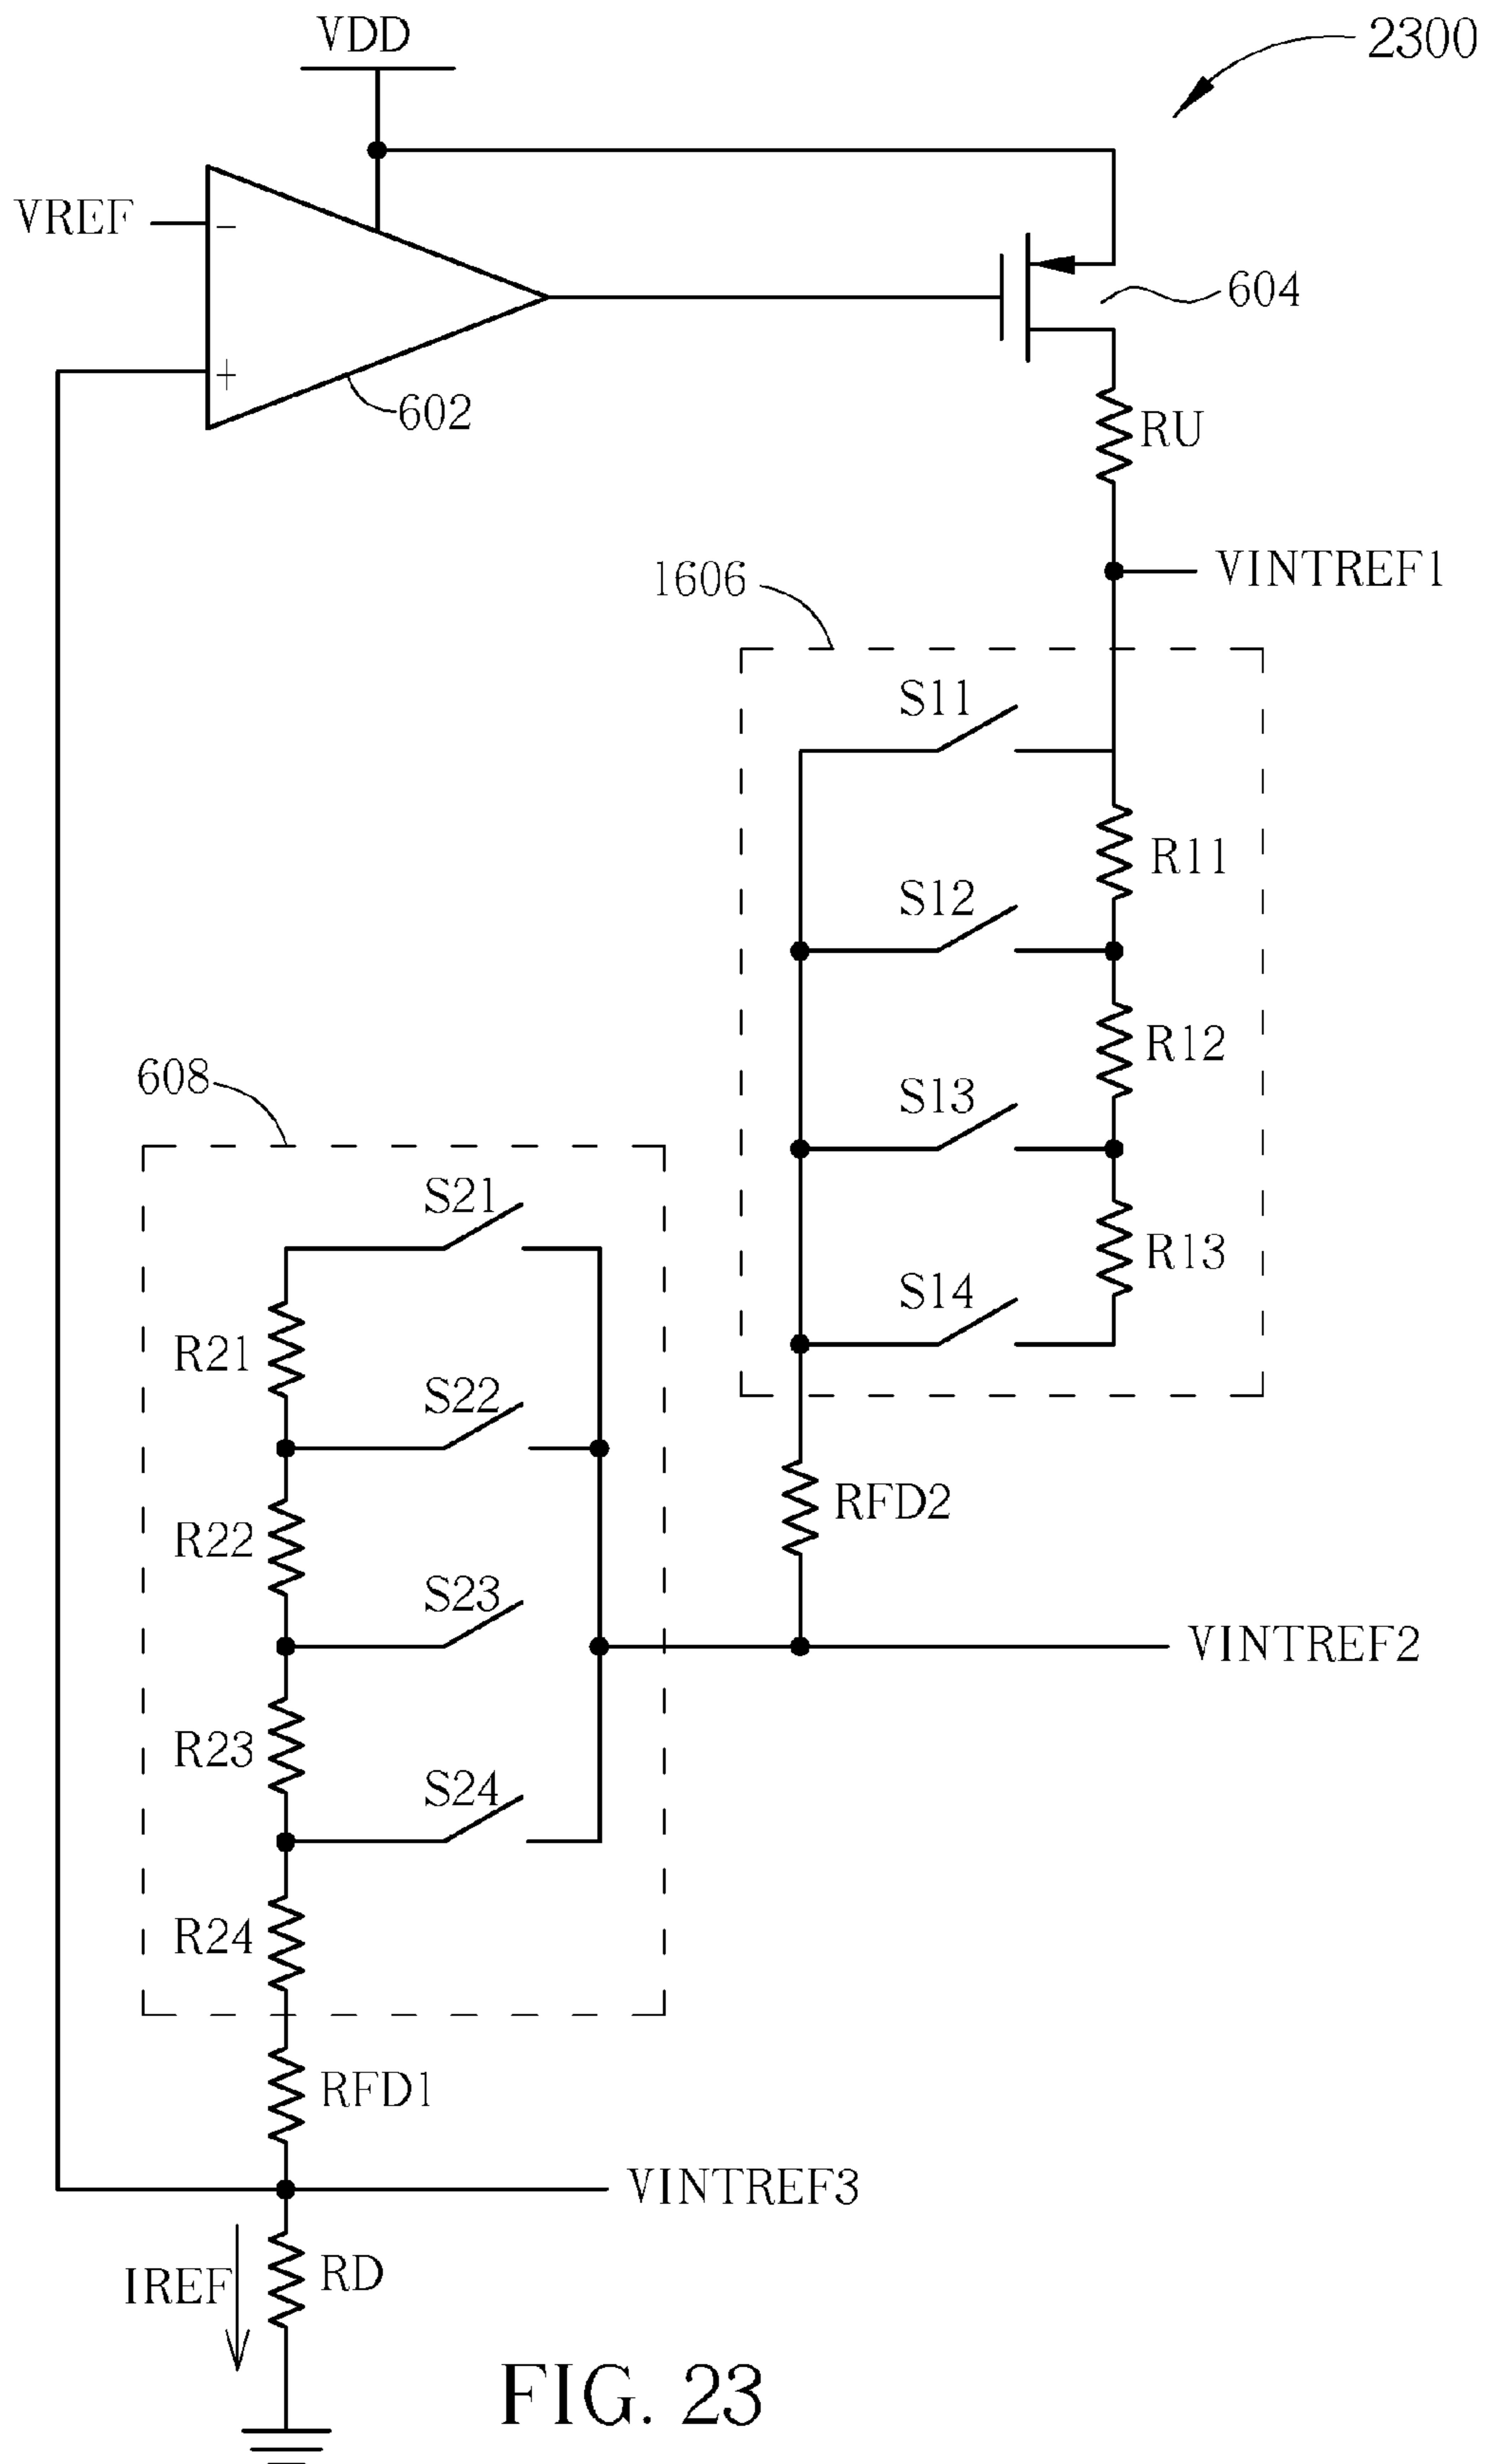 VDD
2300
VREF
−
+
602
604
RU
VINTREF1
1606
S11
R11
S12
R12
608
S13
S21
R13
S14
R21
S22
RFD2
R22
S23
VINTREF2
R23
S24
R24
RFD1
VINTREF3
IREF
RD
FIG. 23